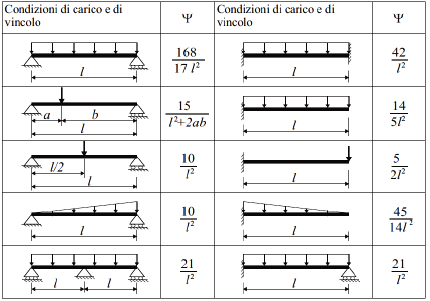 Condizioni di carico e di vincolo Ψ Condizioni di carico e di vincolo Ψ
l 168/17 l² l 42/l²
a b l 15/l²+2ab l 14/5l²
l/2 l 10/l² l 5/2l²
l 10/l² l 45/14l²
l l 21/l² l 21/l²